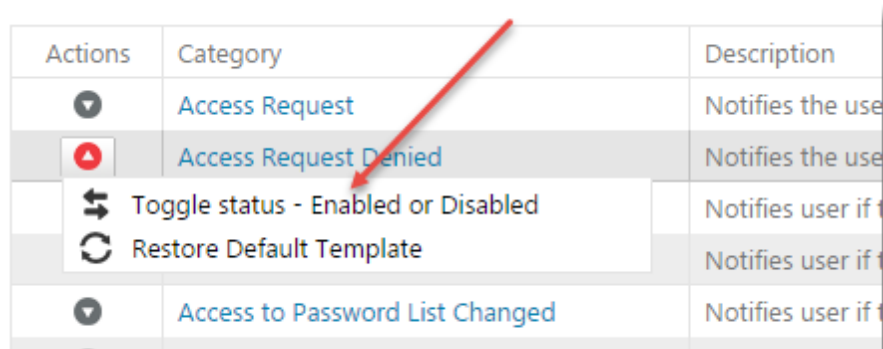 Actions Category Description
Access Request Notifies the use
Access Request Denied Notifies the use
Toggle status - Enabled or Disabled Notifies user if t
Restore Default Template Notifies user if t
Access to Password List Changed Notifies user if t